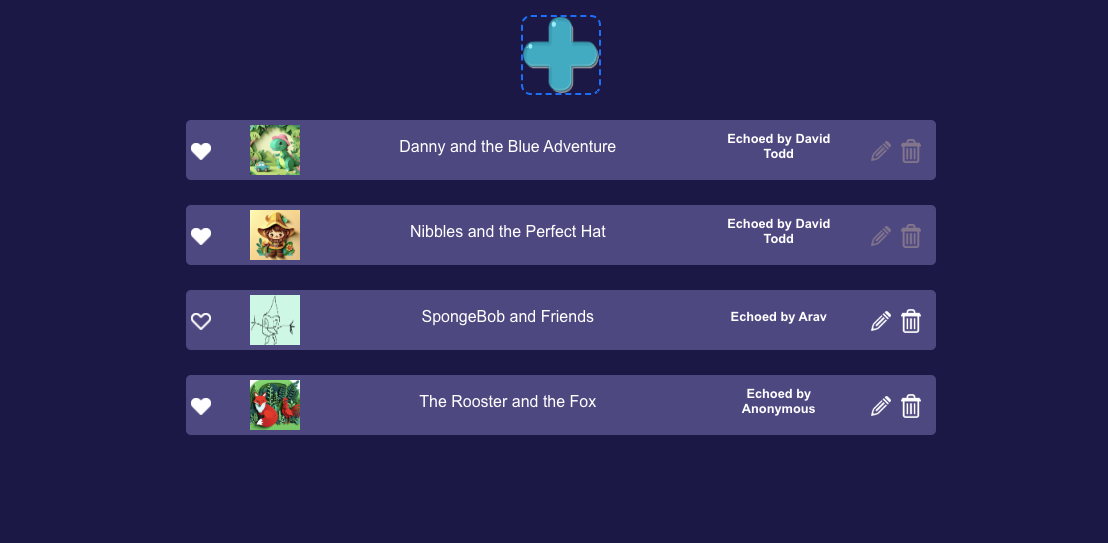 Danny and the Blue Adventure
Echoed by David
Todd
Nibbles and the Perfect Hat
Echoed by David
Todd
SpongeBob and Friends
Echoed by Arav
The Rooster and the Fox
Echoed by
Anonymous